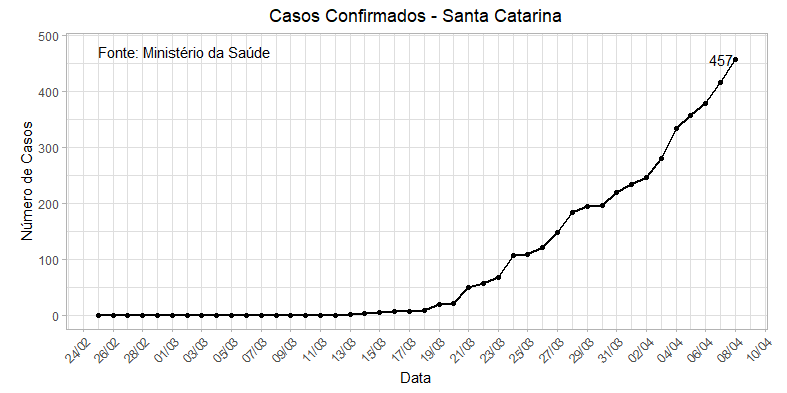 Casos Confirmados - Santa Catarina
500
Fonte: Ministério da Saúde
457
400
300
200
100
0
Número de Casos
24/02 26/02 28/02 01/03 03/03 05/03 07/03 09/03 11/03 13/03 15/03 17/03 19/03 21/03 23/03 25/03 27/03 29/03 31/03 02/04 04/04 06/04 08/04 10/04
Data